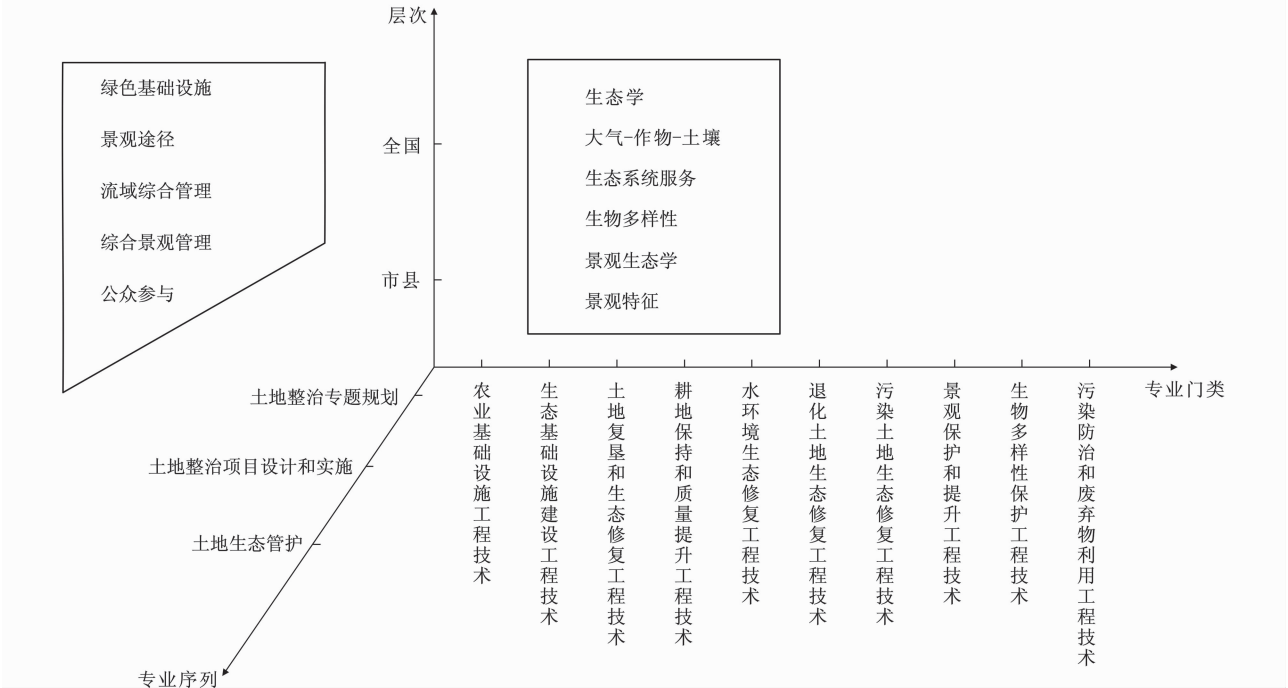 层次
绿色基础设施
景观途径
流域综合管理
综合景观管理
公众参与
全国
市县
生态学
大气-作物-土壤
生态系统服务
生物多样性
景观生态学
景观特征
土地整治专题规划
土地整治项目设计和实施
土地生态管护
专业序列
农业基础设施工程技术
生态基础设施建设工程技术
土地复垦和生态修复工程技术
耕地保持和质量提升工程技术
水环境生态修复工程技术
退化土地生态修复工程技术
污染土地生态修复工程技术
景观保护和提升工程技术
生物多样性保护工程技术
污染防治和废弃物利用工程技术
专业门类